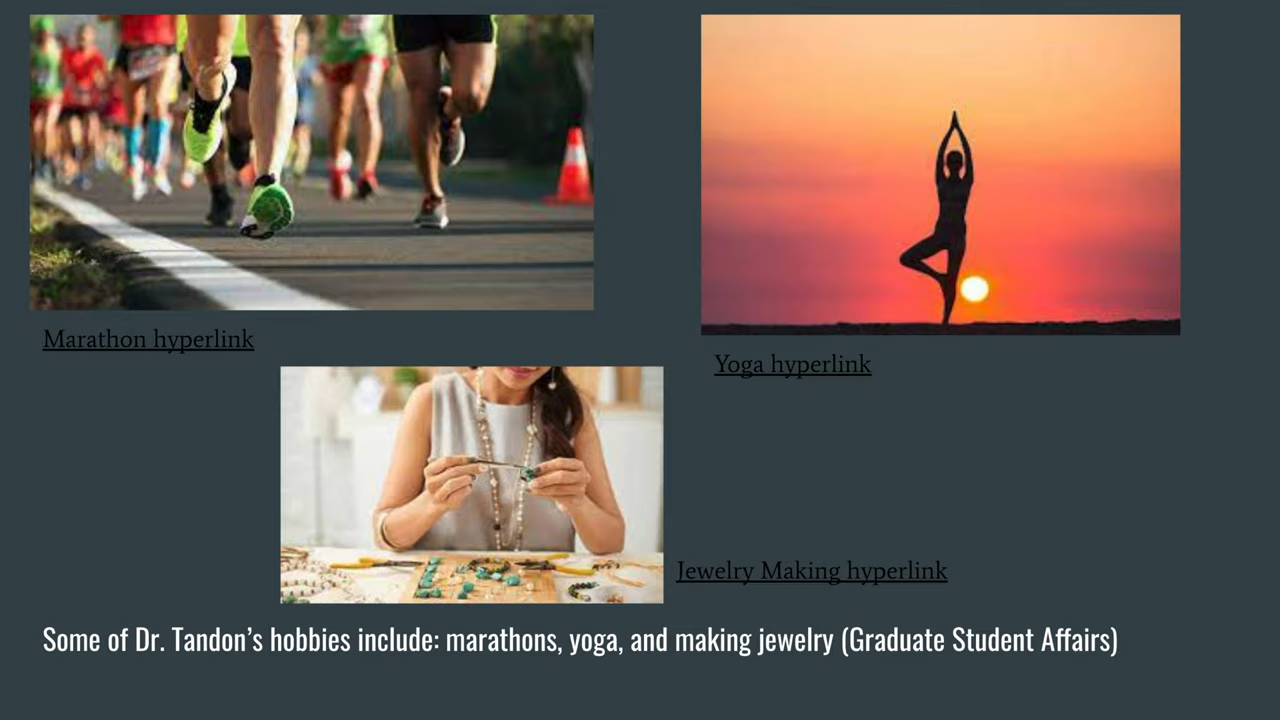 Marathon hyperlink
Yoga hyperlink
Jewelry Making hyperlink
Some of Dr. Tandon’s hobbies include: marathons, yoga, and making jewelry (Graduate Student Affairs)